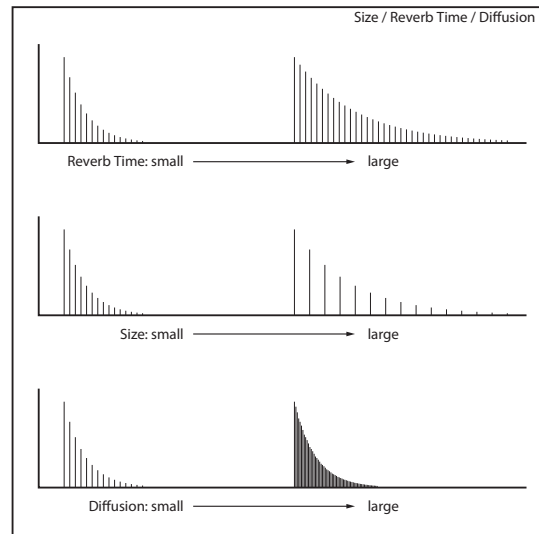 Size / Reverb Time / Diffusion
Reverb Time: small large
Size: small large
Diffusion: small large